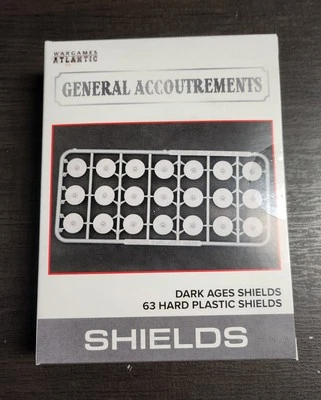 WARGAMES
ATLANTIC
GENERAL ACCOUTREMENTS
DARK AGES SHIELDS
63 HARD PLASTIC SHIELDS
SHIELDS